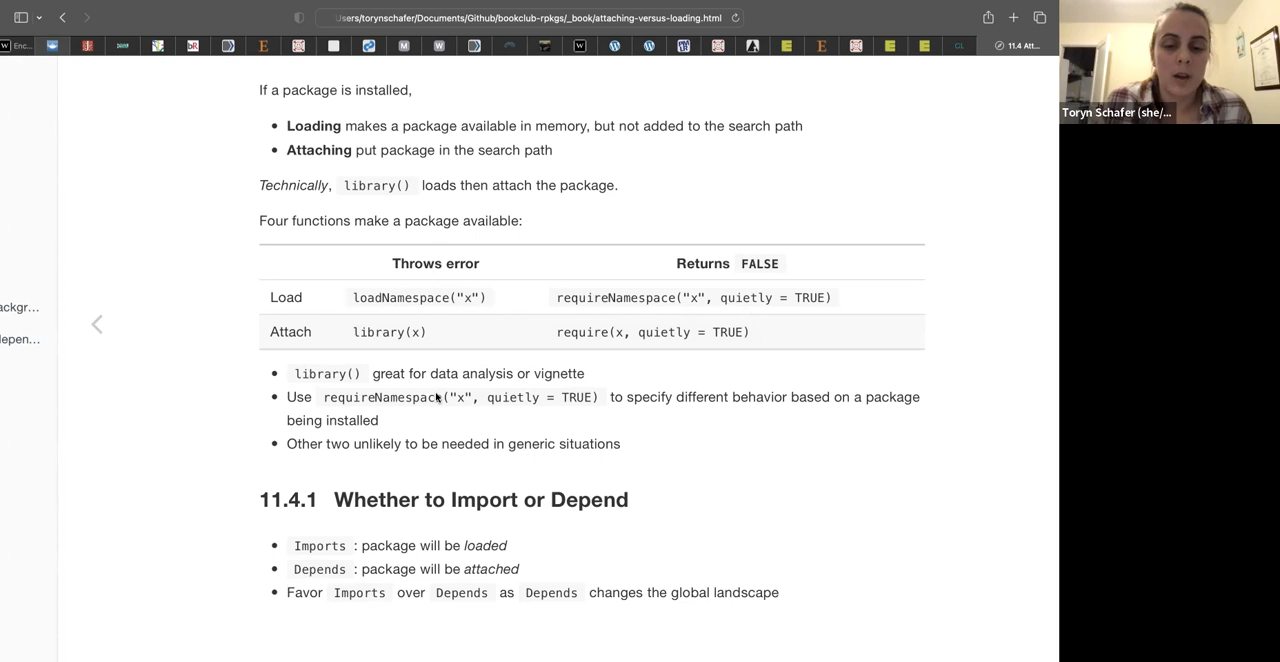 Users/torynschafer/Documents/Github/bookclub-rpkgs/_book/attaching-versus-loading.html
Enc...
11.4 Att...
Toryn Schafer (she/...
If a package is installed,
Loading makes a package available in memory, but not added to the search path
Attaching put package in the search path
Technically, library() loads then attach the package.
Four functions make a package available:
Throws error Returns FALSE
Load loadNamespace("x") requireNamespace("x", quietly = TRUE)
Attach library(x) require(x, quietly = TRUE)
ackgr...
epen...
library() great for data analysis or vignette
Use requireNamespace("x", quietly = TRUE) to specify different behavior based on a package
being installed
Other two unlikely to be needed in generic situations
11.4.1 Whether to Import or Depend
Imports : package will be loaded
Depends : package will be attached
Favor Imports over Depends as Depends changes the global landscape